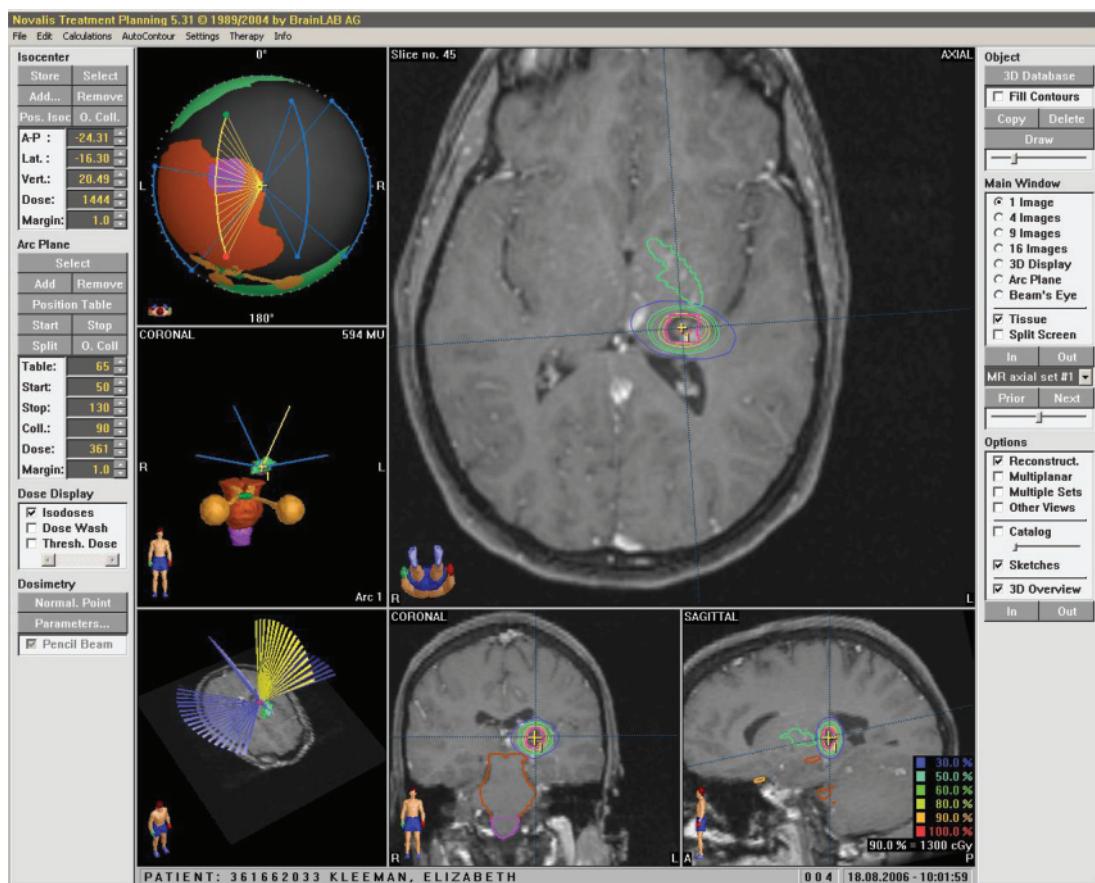 Novalis Treatment Planning 5.31 © 1989/2004 by BrainLAB AG
File Edit Calculations AutoContour Settings Therapy Info
Isocenter
Store Select
Add... Remove
Pos. Isoc O. Coll.
A-P : -24.31
Lat. : -16.30
Vert.: 20.49
Dose: 1444
Margin: 1.0
Arc Plane
Select
Add Remove
Position Table
Start Stop
Split O. Coll
Table: 65
Start: 50
Stop: 130
Coll.: 90
Dose: 361
Margin: 1.0
Dose Display
Isodoses
Dose Wash
Thresh. Dose
Dosimetry
Normal. Point
Parameters...
Pencil Beam
0°
L R
180°
CORONAL 594 MU
R L
1
Arc 1
Slice no. 45 AXIAL
1
R L
CORONAL
R L
SAGITTAL
30.0 %
50.0 %
60.0 %
80.0 %
90.0 %
100.0 %
90.0 % = 1300 cGy
A P
Object
3D Database
Fill Contours
Copy Delete
Draw
Main Window
1 Image
4 Images
9 Images
16 Images
3D Display
Arc Plane
Beam's Eye
Tissue
Split Screen
In Out
MR axial set #1
Prior Next
Options
Reconstruct.
Multiplanar
Multiple Sets
Other Views
Catalog
Sketches
3D Overview
In Out
PATIENT: 361662033 KLEEMAN, ELIZABETH 0 0 4 18.08.2006 - 10:01:59